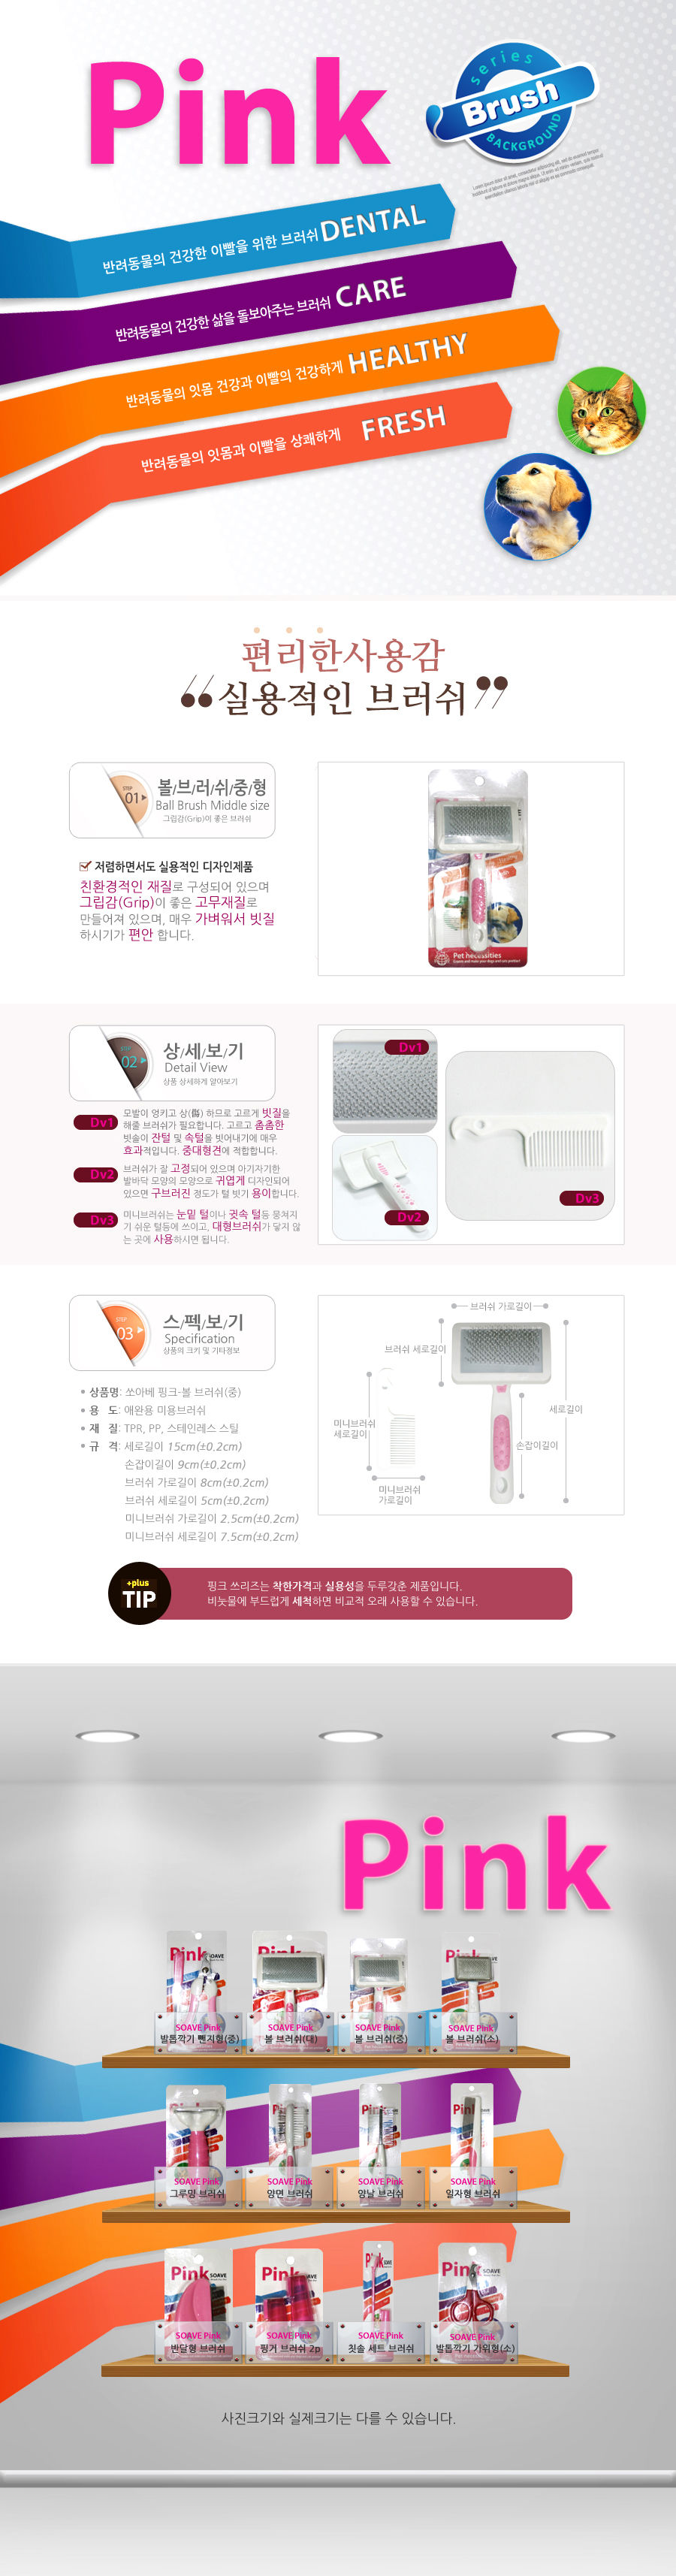 Pink
series
Brush
BACKGROUND
반려동물의 건강한 이빨을 위한 브러쉬 DENTAL
반려동물의 건강한 삶을 돌보아주는 브러쉬 CARE
반려동물의 잇몸 건강과 이빨의 건강하게 HEALTHY
반려동물의 잇몸과 이빨을 상쾌하게 FRESH
편리한사용감
“실용적인 브러쉬”
STEP
01
볼/브/러/쉬/중/형
Ball Brush Middle size
그립감(Grip)이 좋은 브러쉬
저렴하면서도 실용적인 디자인제품
친환경적인 재질로 구성되어 있으며
그립감(Grip)이 좋은 고무재질로
만들어져 있으며, 매우 가벼워서 빗질
하시기가 편안 합니다.
Pet necessities
STEP
02
상/세/보/기
Detail View
상품 상세하게 알아보기
Dv1
모발이 엉키고 상(傷) 하므로 고르게 빗질을
해줄 브러쉬가 필요합니다. 고르고 촘촘한
빗솔이 잔털 및 속털을 빗어내기에 매우
효과적입니다. 중대형견에 적합합니다.
Dv2
브러쉬가 잘 고정되어 있으며 아기자기한
발바닥 모양의 모양으로 귀엽게 디자인되어
있으면 구브러진 경도가 털 빗기 용이합니다.
Dv3
미니브러쉬는 눈밑 털이나 귓속 털등 뭉쳐지
기 쉬운 털등에 쓰이고, 대형브러쉬가 닿지 않
는 곳에 사용하시면 됩니다.
Dv1
Dv2
Dv3
STEP
03
스/펙/보/기
Specification
상품의 크기 및 기타정보
상품명: 쏘아베 핑크-볼 브러쉬(중)
용 도: 애완용 미용브러쉬
재 질: TPR, PP, 스테인레스 스틸
규 격: 세로길이 15cm(±0.2cm)
손잡이길이 9cm(±0.2cm)
브러쉬 가로길이 8cm(±0.2cm)
브러쉬 세로길이 5cm(±0.2cm)
미니브러쉬 가로길이 2.5cm(±0.2cm)
미니브러쉬 세로길이 7.5cm(±0.2cm)
브러쉬 가로길이
브러쉬 세로길이
세로길이
미니브러쉬
세로길이
손잡이길이
미니브러쉬
가로길이
+plus
TIP
핑크 쓰리즈는 착한가격과 실용성을 두루갖춘 제품입니다.
비눗물에 부드럽게 세척하면 비교적 오래 사용할 수 있습니다.
Pink
SOAVE Pink
발톱깍기 뺀지형(중)
SOAVE Pink
볼 브러쉬(대)
SOAVE Pink
볼 브러쉬(중)
SOAVE Pink
볼 브러쉬(소)
SOAVE Pink
그루밍 브러쉬
SOAVE Pink
양면 브러쉬
SOAVE Pink
양날 브러쉬
SOAVE Pink
일자형 브러쉬
SOAVE Pink
반달형 브러쉬
SOAVE Pink
핑거 브러쉬 2p
SOAVE Pink
칫솔 세트 브러쉬
SOAVE Pink
발톱깍기 가위형(소)
사진크기와 실제크기는 다를 수 있습니다.